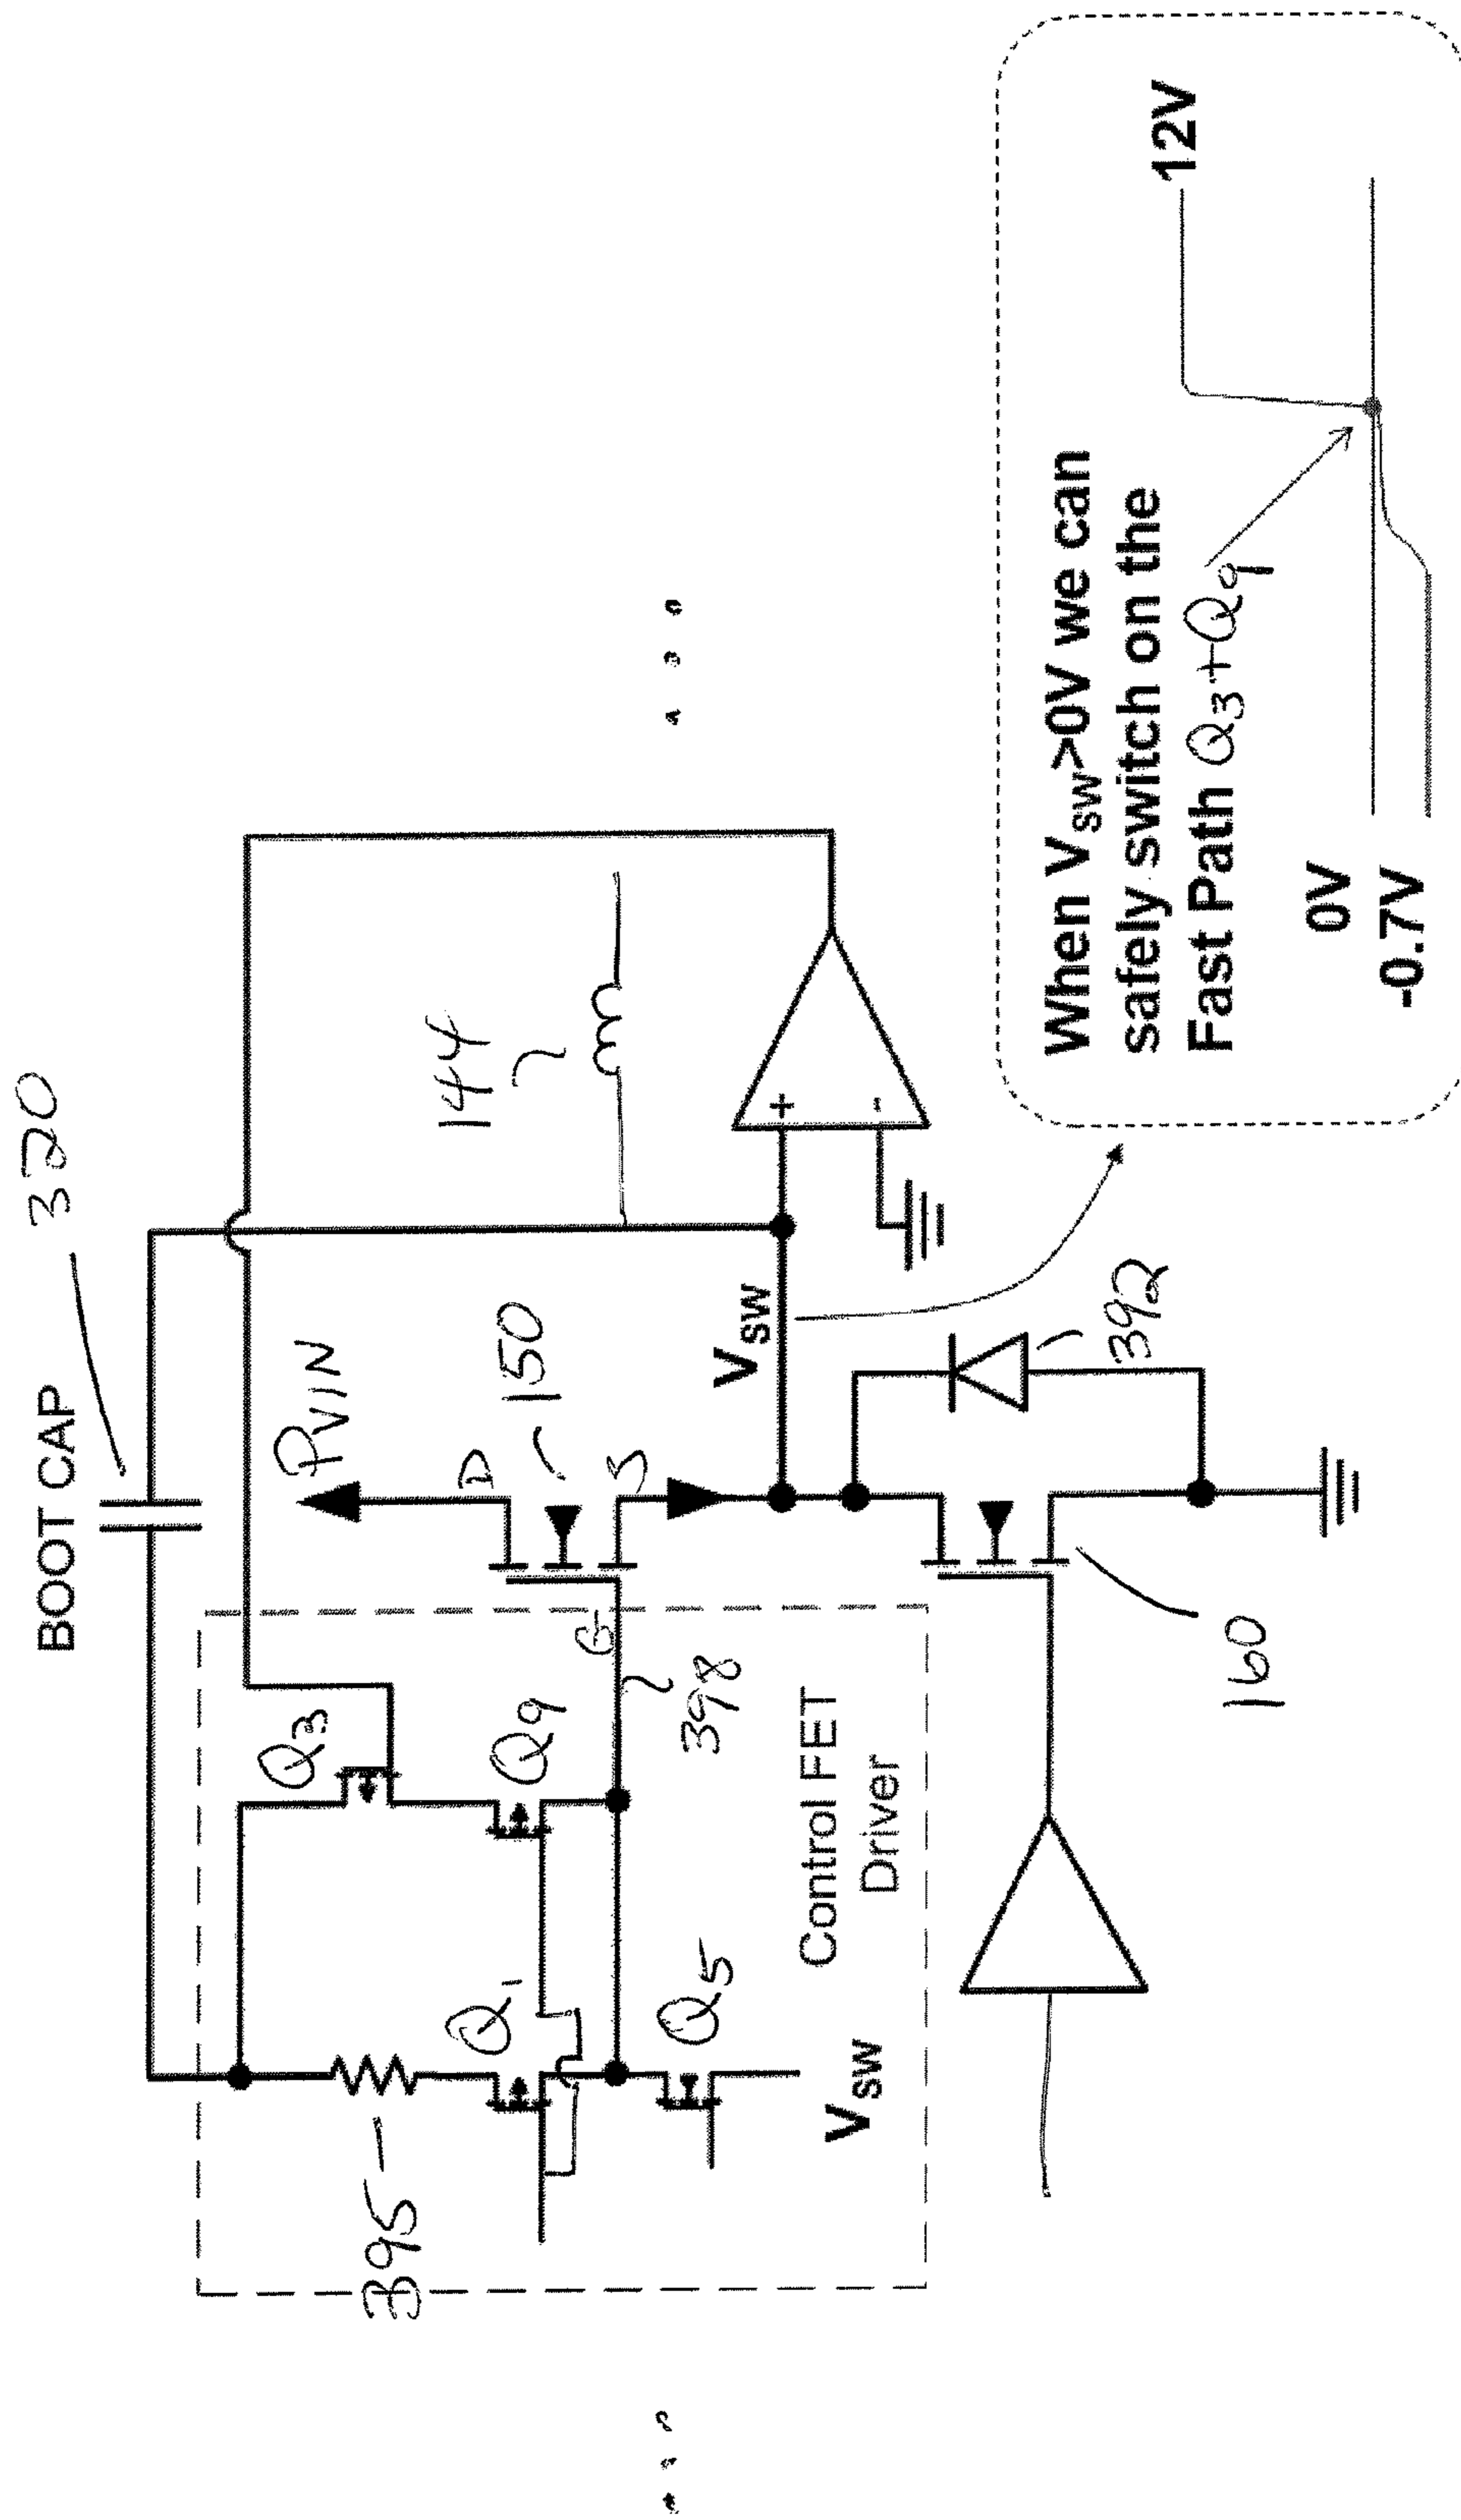 BOOT CAP
320
PVIN
D
150
S
G
398
Q3
Q9
Q1
Q5
395
VSW
Control FET
Driver
VSW
144
+
-
392
160
When VSW>0V we can
safely switch on the
Fast Path Q3+Q9
12V
0V
-0.7V